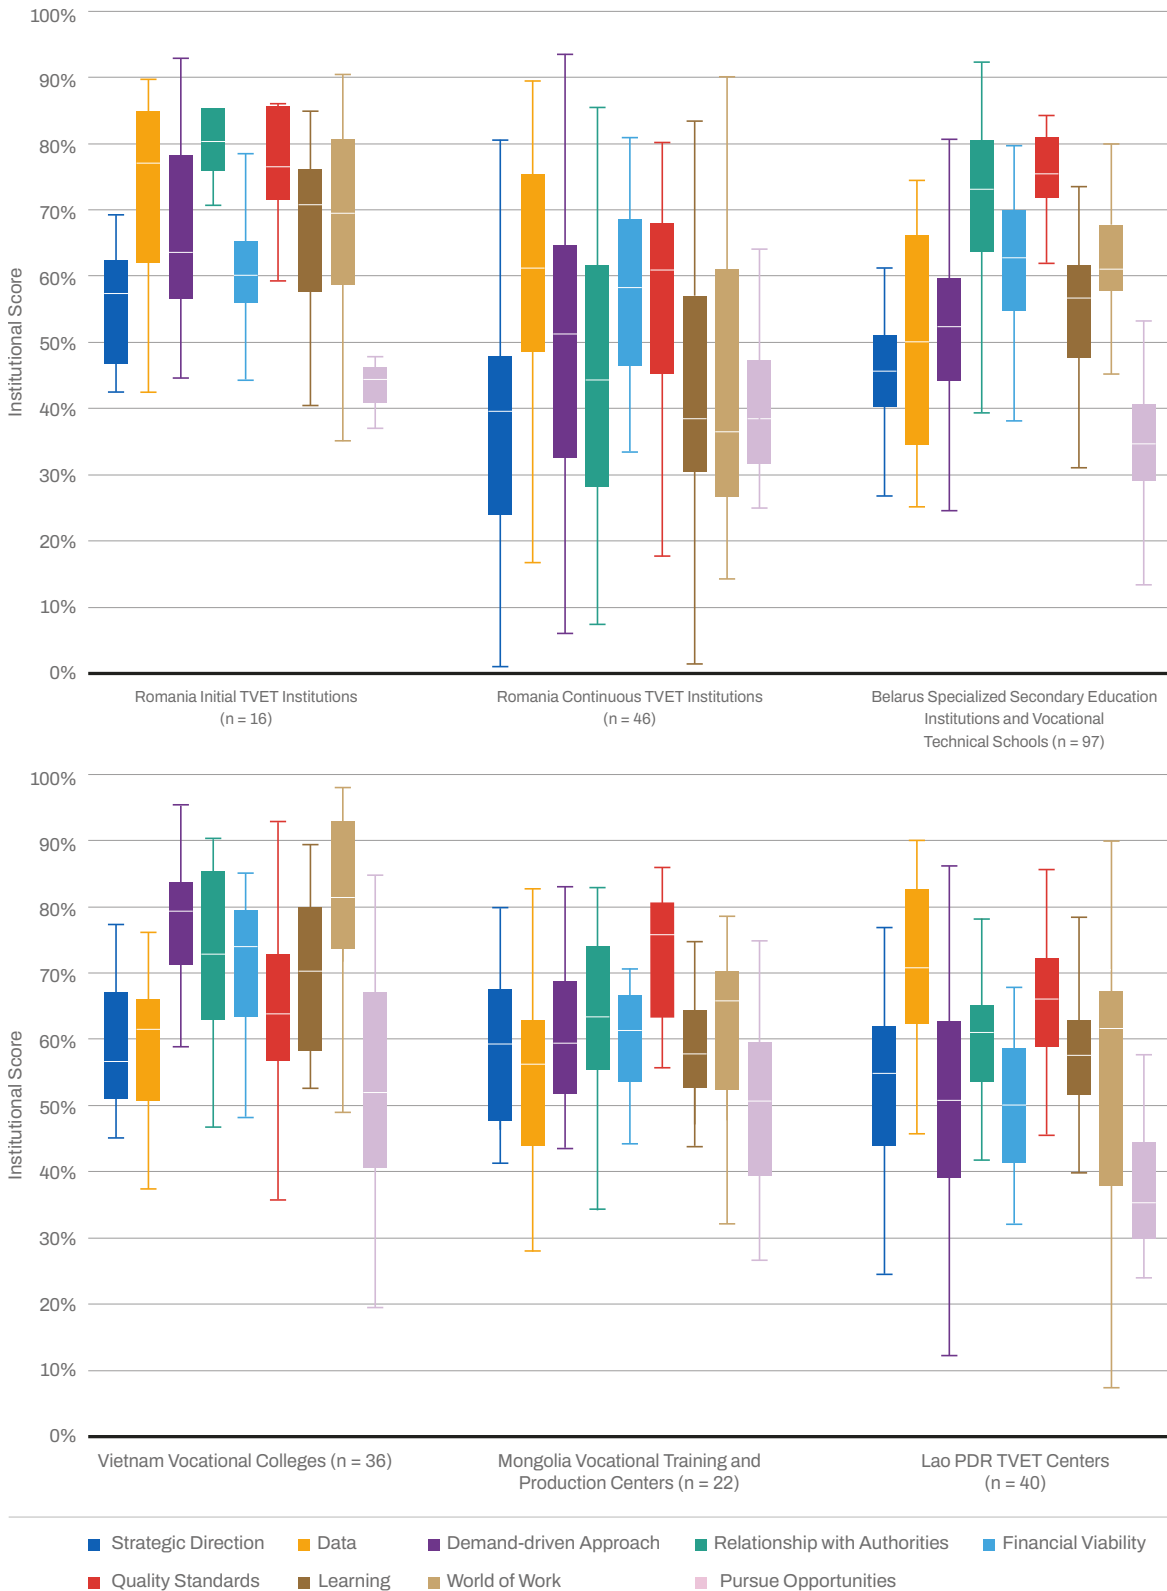 100%
90%
80%
70%
60%
50%
40%
30%
20%
10%
0%
Institutional Score
Romania Initial TVET Institutions
(n = 16)
Romania Continuous TVET Institutions
(n = 46)
Belarus Specialized Secondary Education
Institutions and Vocational
Technical Schools (n = 97)
100%
90%
80%
70%
60%
50%
40%
30%
20%
10%
0%
Institutional Score
Vietnam Vocational Colleges (n = 36)
Mongolia Vocational Training and
Production Centers (n = 22)
Lao PDR TVET Centers
(n = 40)
Strategic Direction
Data
Demand-driven Approach
Relationship with Authorities
Financial Viability
Quality Standards
Learning
World of Work
Pursue Opportunities